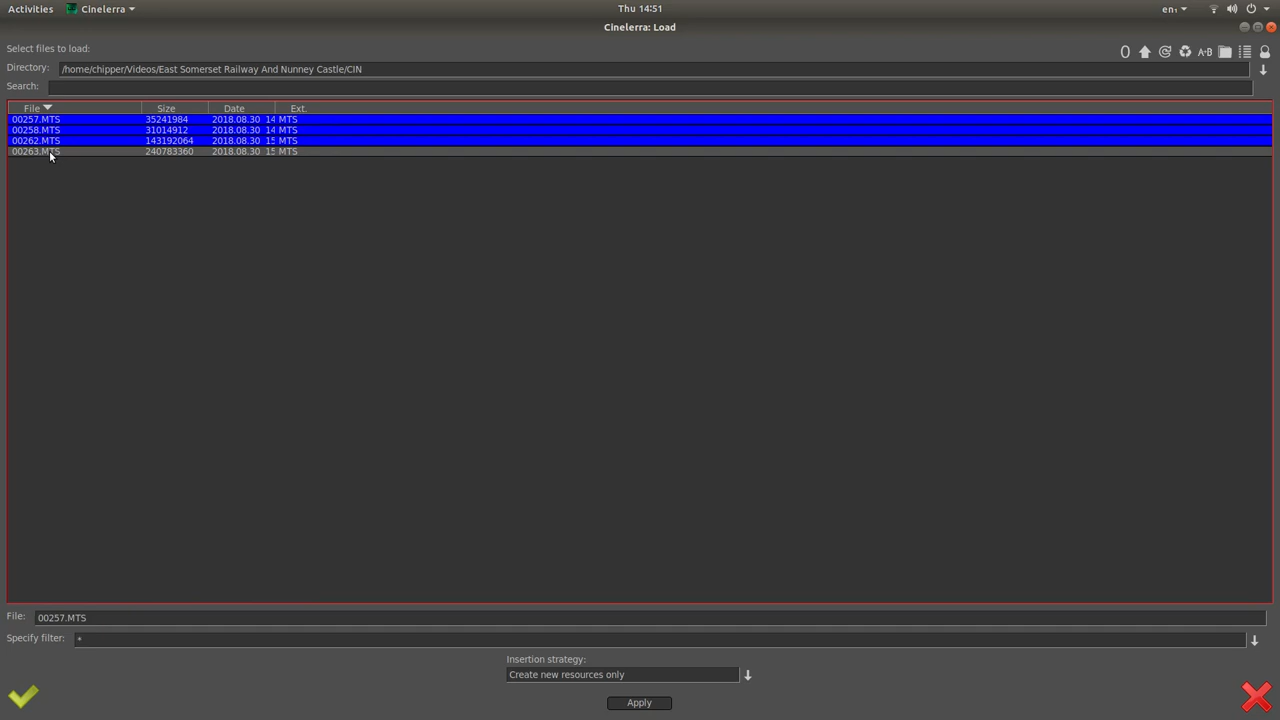 Activities Cinelerra Thu 14:51 en₁
Cinelerra: Load
Select files to load:
0 A›B
Directory: /home/chipper/Videos/East Somerset Railway And Nunney Castle/CIN
Search:
File Size Date Ext.
00257.MTS 35241984 2018.08.30 14 MTS
00258.MTS 31014912 2018.08.30 14 MTS
00262.MTS 143192064 2018.08.30 15 MTS
00263.MTS 240783360 2018.08.30 15 MTS
File: 00257.MTS
Specify filter: *
Insertion strategy:
Create new resources only
Apply